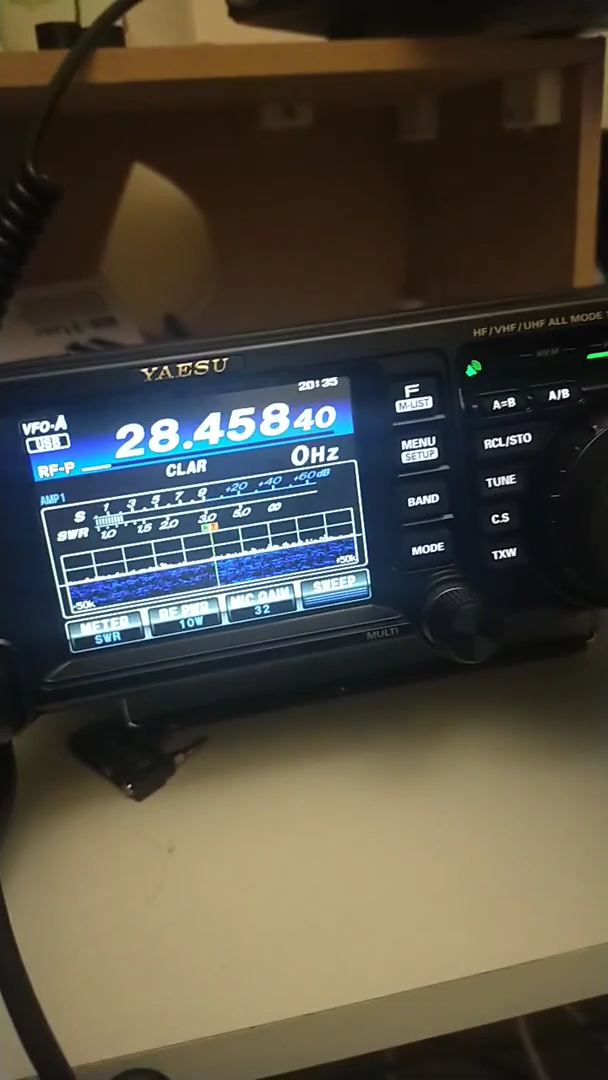 HF/VHF/UHF ALL MODE
YAESU
20:35
VFO-A
USB
28.458 40
RF-P
CLAR
0Hz
AMP1
S 1 3 5 7 9 +20 +40 +60dB
SWR 1.0 1.5 2.0 3.0 5.0 ∞
-50k
+50k
METER
SWR
RF PWR
10W
MIC GAIN
32
SWEEP
F
M-LIST
MENU
SETUP
BAND
MODE
MULTI
A=B
A/B
RCL/STO
TUNE
C.S
TXW